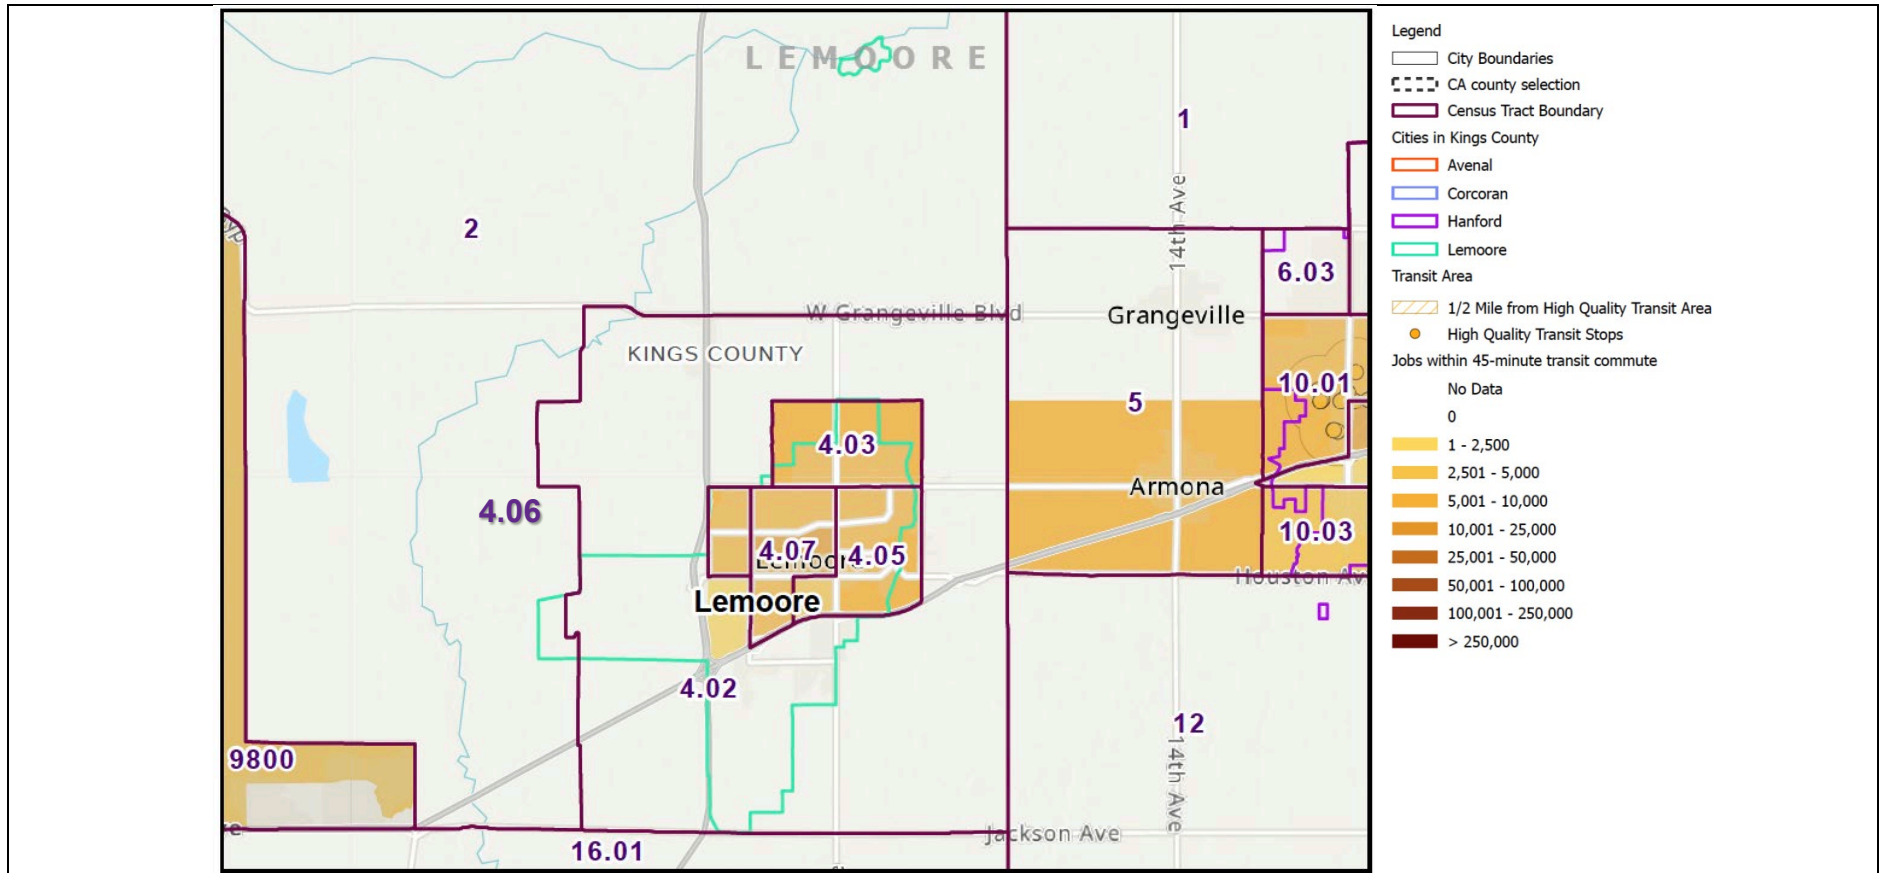 LEMOORE
1
14th Ave
2
6.03
W Grangeville Blvd
Grangeville
KINGS COUNTY
10.01
5
4.03
Armona
4.06
10.03
4.07
4.05
Lemoore
Houston Av
Lemoore
4.02
12
9800
14th Ave
Jackson Ave
16.01
Legend
City Boundaries
CA county selection
Census Tract Boundary
Cities in Kings County
Avenal
Corcoran
Hanford
Lemoore
Transit Area
1/2 Mile from High Quality Transit Area
High Quality Transit Stops
Jobs within 45-minute transit commute
No Data
0
1 - 2,500
2,501 - 5,000
5,001 - 10,000
10,001 - 25,000
25,001 - 50,000
50,001 - 100,000
100,001 - 250,000
> 250,000